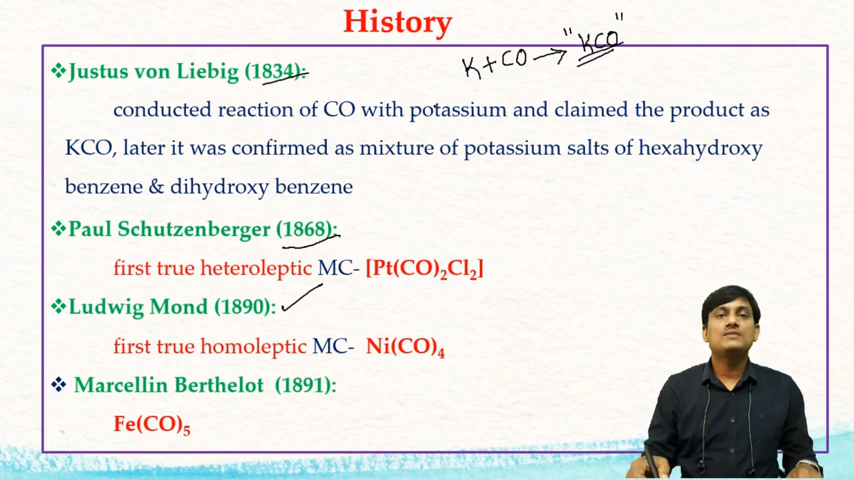 History
K + CO → "KCO"
❖Justus von Liebig (1834):
conducted reaction of CO with potassium and claimed the product as
KCO, later it was confirmed as mixture of potassium salts of hexahydroxy
benzene & dihydroxy benzene
❖Paul Schutzenberger (1868):
first true heteroleptic MC- [Pt(CO)₂Cl₂]
❖Ludwig Mond (1890):
first true homoleptic MC- Ni(CO)₄
❖ Marcellin Berthelot (1891):
Fe(CO)₅